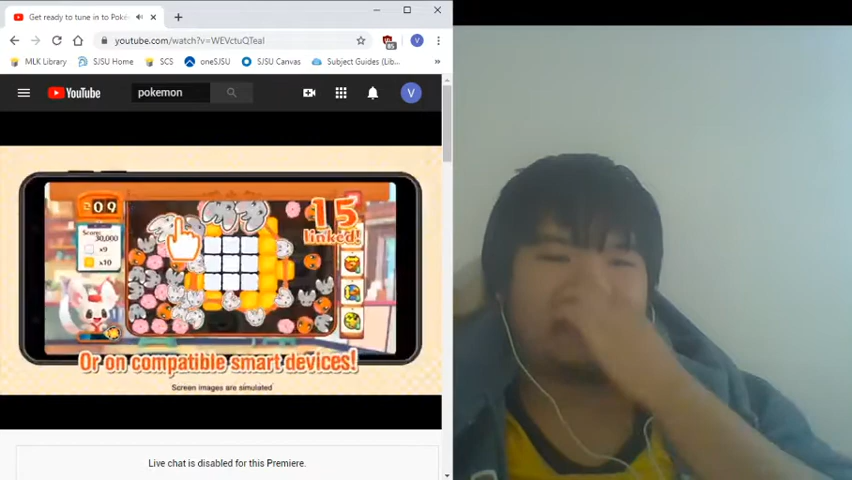 Get ready to tune in to Poké
youtube.com/watch?v=WEVctuQTeaI
MLK Library
SJSU Home
SCS
oneSJSU
SJSU Canvas
Subject Guides (Lib...
»
YouTube
pokemon
V
09
Score:
30,000
x9
x10
15
linked!
Or on compatible smart devices!
Screen images are simulated
Live chat is disabled for this Premiere.